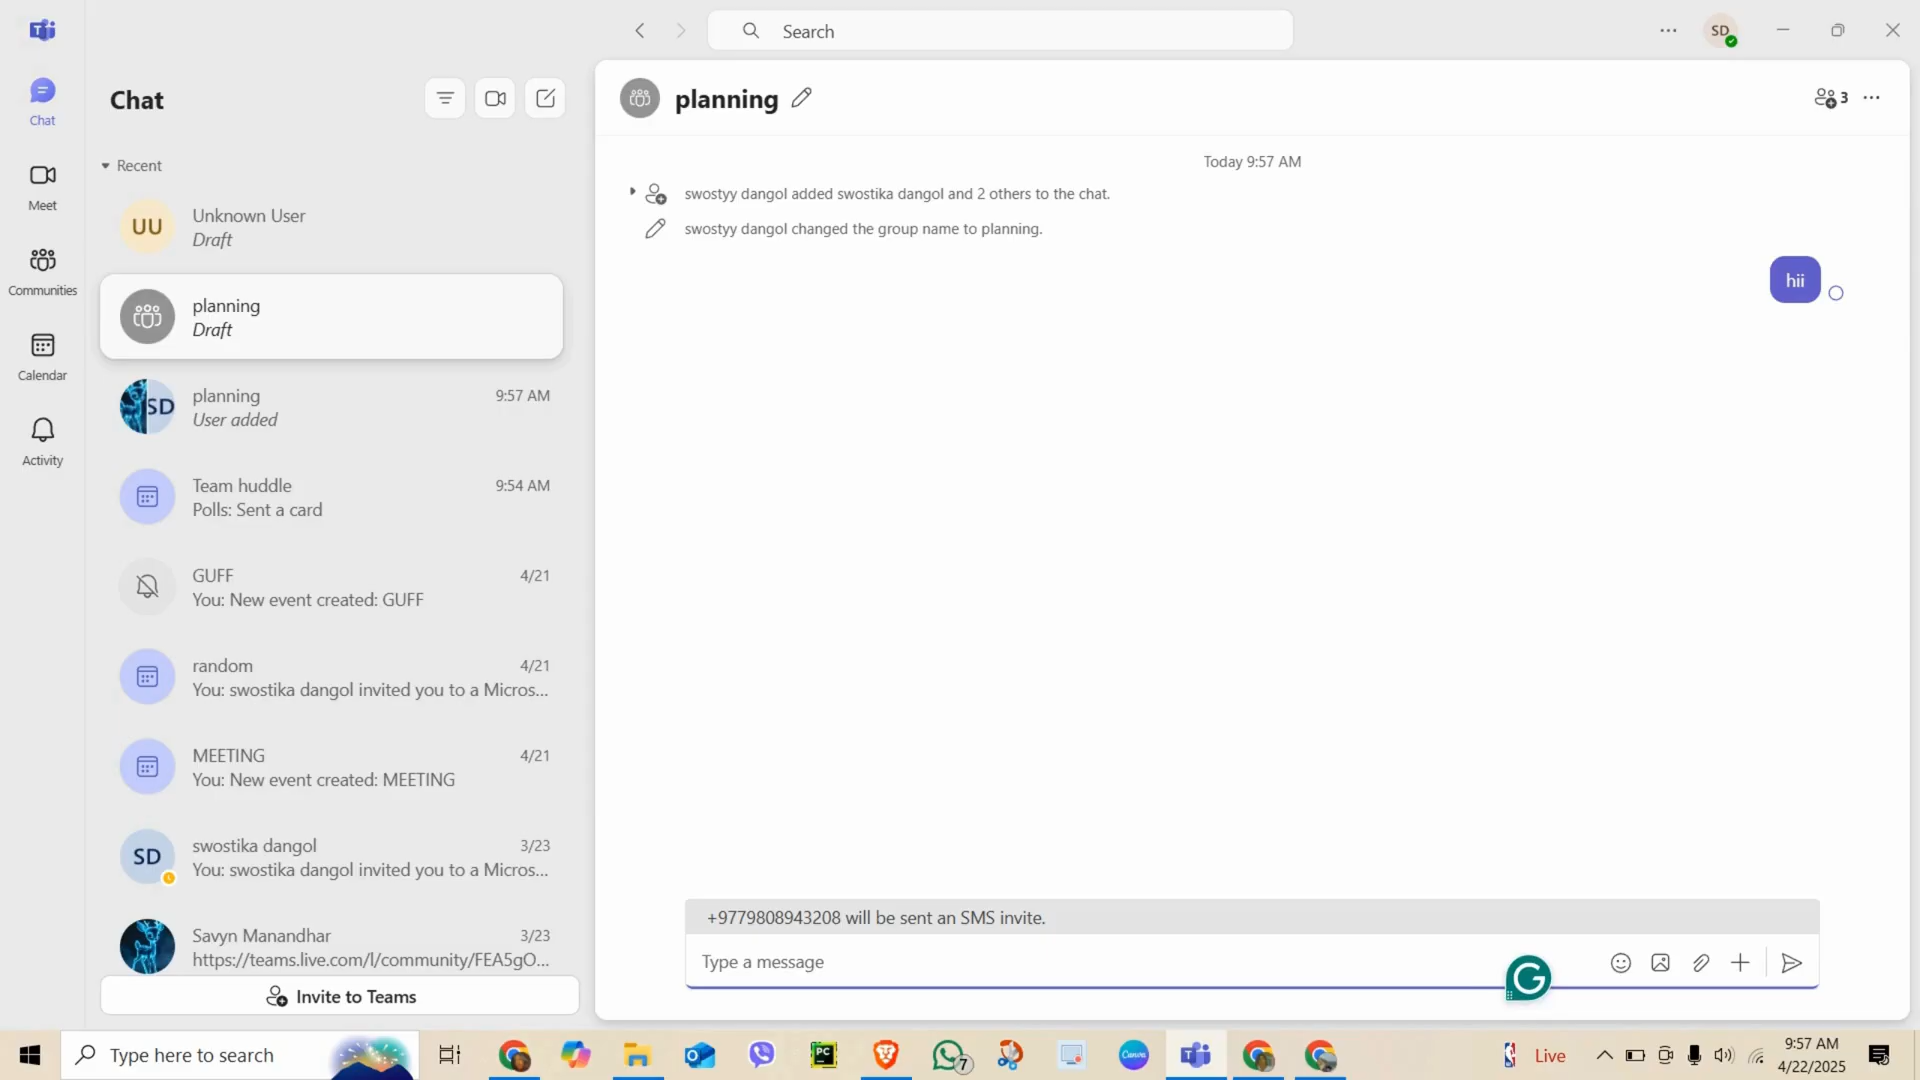 Search
SD
Chat
Chat
Meet
Communities
Calendar
Activity
Recent
UU
Unknown User
Draft
planning
Draft
SD
planning
9:57 AM
User added
Team huddle
9:54 AM
Polls: Sent a card
GUFF
4/21
You: New event created: GUFF
random
4/21
You: swostika dangol invited you to a Micros...
MEETING
4/21
You: New event created: MEETING
SD
swostika dangol
3/23
You: swostika dangol invited you to a Micros...
Savyn Manandhar
3/23
https://teams.live.com/l/community/FEA5gO...
Invite to Teams
planning
3
Today 9:57 AM
swostyy dangol added swostika dangol and 2 others to the chat.
swostyy dangol changed the group name to planning.
hii
+9779808943208 will be sent an SMS invite.
Type a message
Type here to search
PC
7
Canva
Live
9:57 AM
4/22/2025